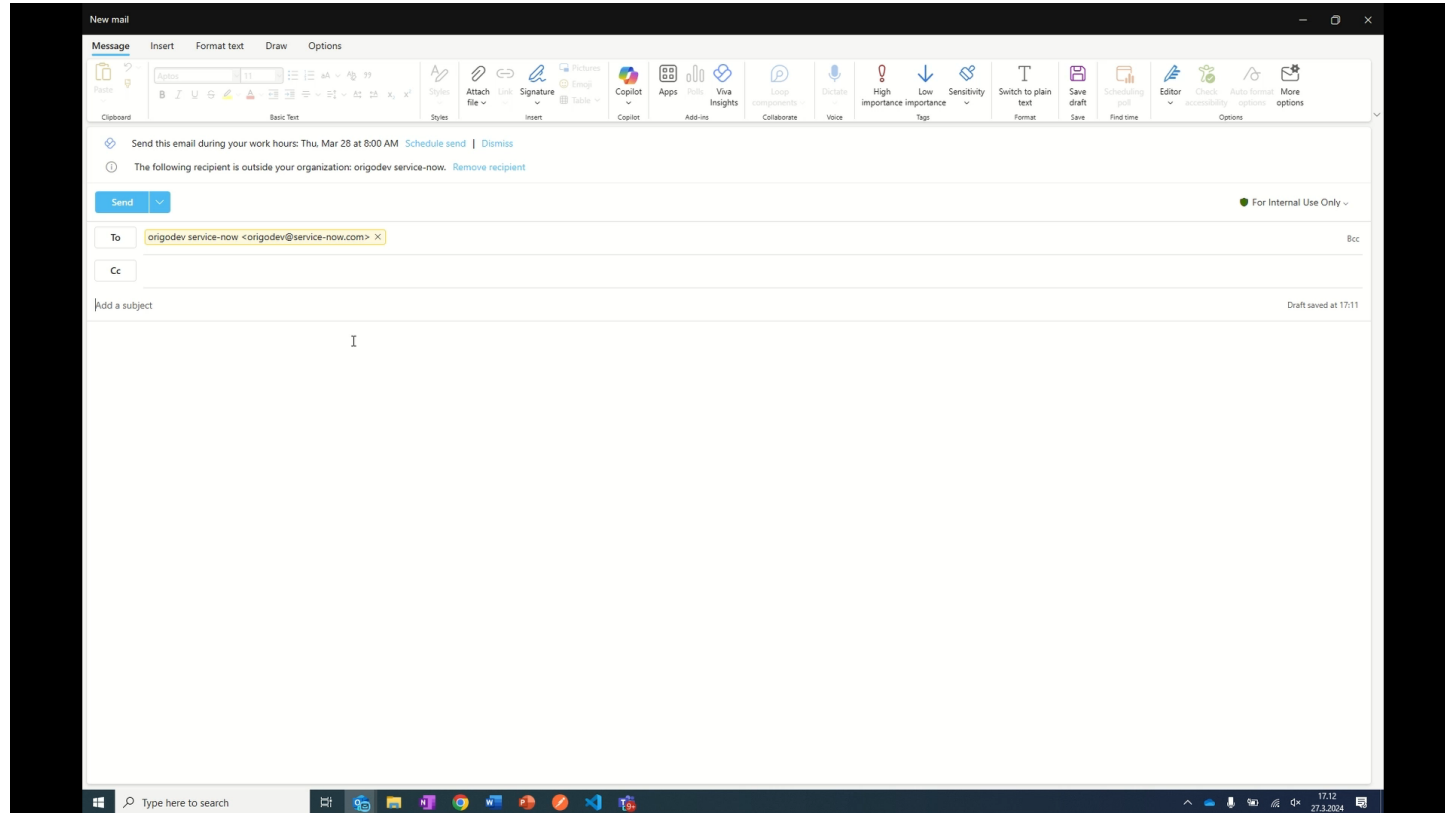 New mail
Message Insert Format text Draw Options
Paste
Aptos 11
B I U
Styles
Attach file
Link
Signature
Pictures
Emoji
Table
Copilot
Apps
Polls
Viva Insights
Loop components
Dictate
High importance
Low importance
Sensitivity
Switch to plain text
Save draft
Scheduling poll
Editor
Check accessibility
Auto format options
More options
Clipboard Basic Text Styles Insert Copilot Add-ins Collaborate Voice Tags Format Save Find time Options
Send this email during your work hours: Thu, Mar 28 at 8:00 AM Schedule send | Dismiss
The following recipient is outside your organization: origodev service-now. Remove recipient
Send For Internal Use Only
To origodev service-now <origodev@service-now.com> Bcc
Cc
Add a subject Draft saved at 17:11
Type here to search
17.12
27.3.2024